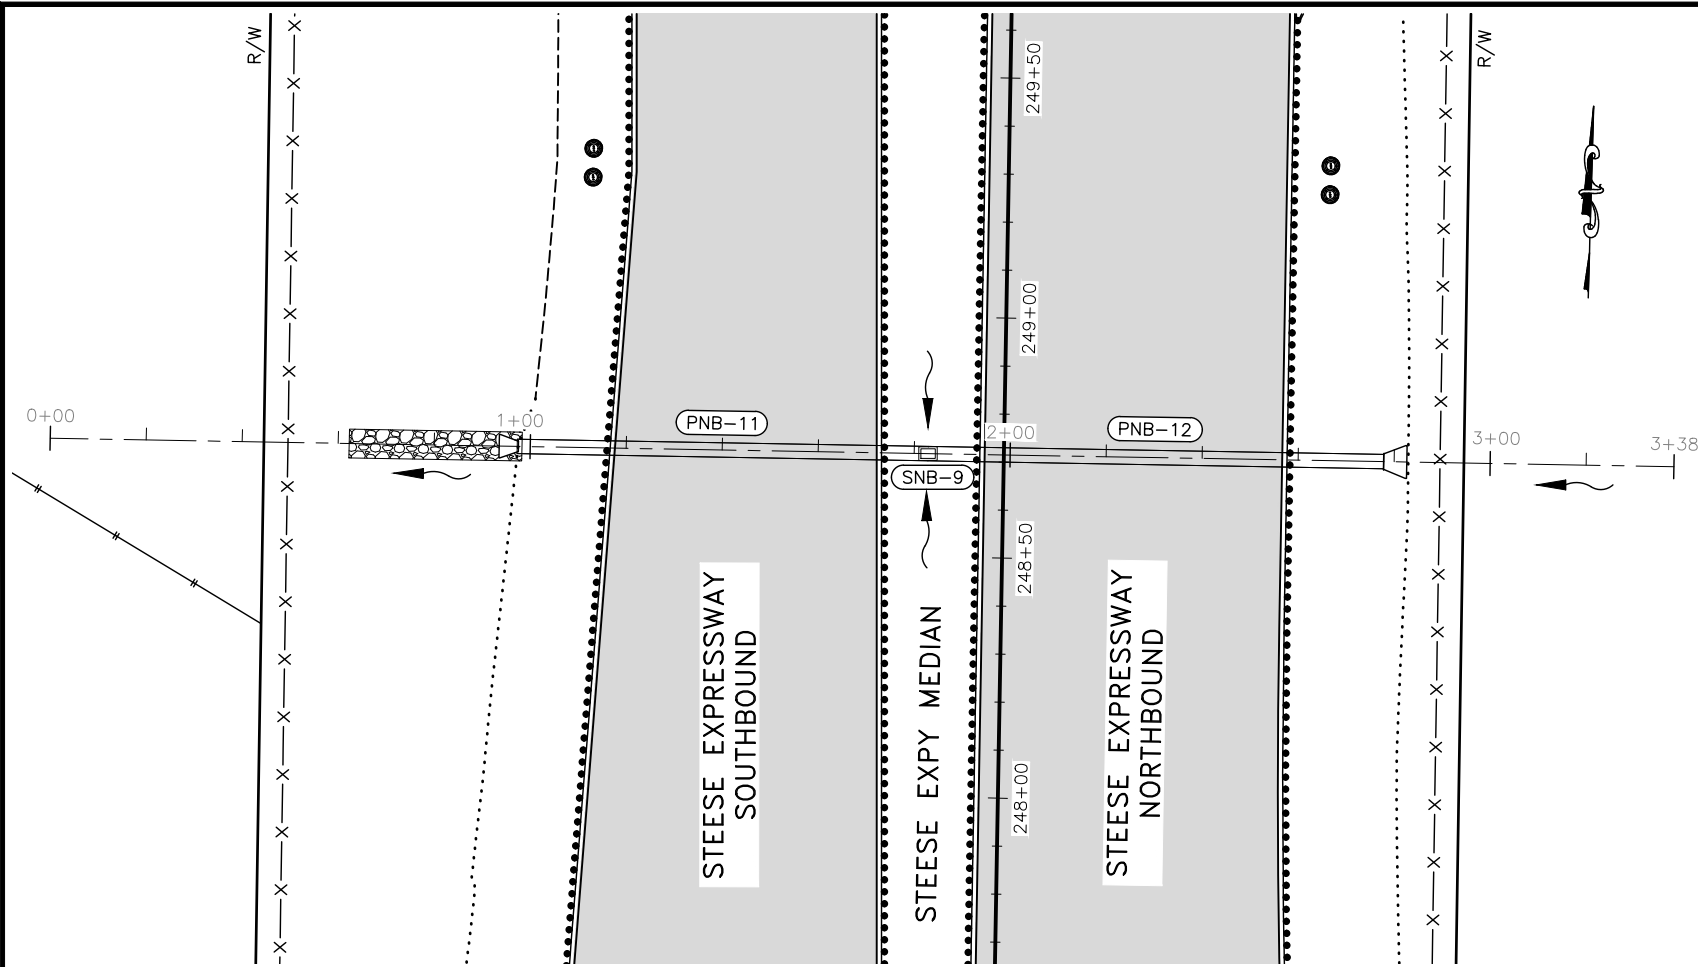 R/W
R/W
249+50
249+00
0+00
1+00
PNB-11
2+00
PNB-12
3+00
3+38
SNB-9
248+50
STEESE EXPRESSWAY
SOUTHBOUND
STEESE EXPY MEDIAN
248+00
STEESE EXPRESSWAY
NORTHBOUND